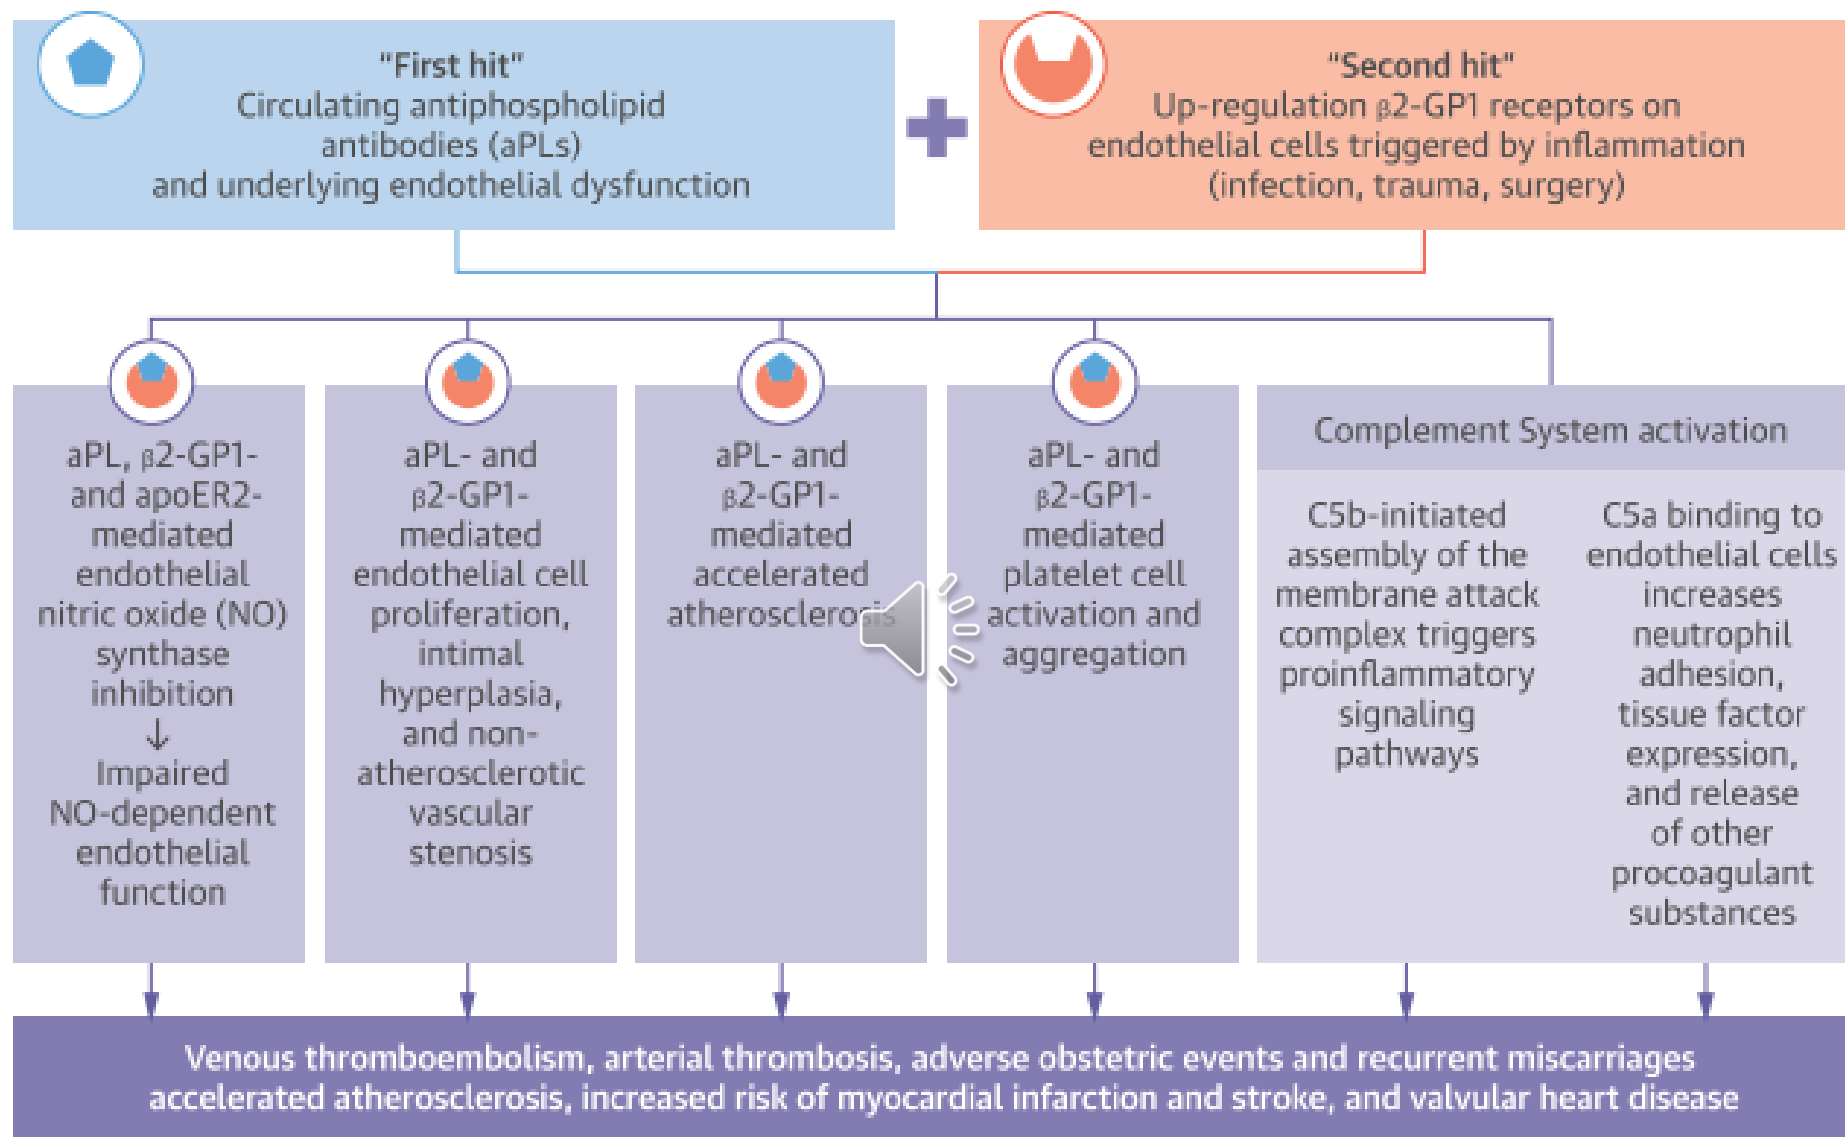 “First hit”
Circulating antiphospholipid
antibodies (aPLs)
and underlying endothelial dysfunction
“Second hit”
Up-regulation β2-GP1 receptors on
endothelial cells triggered by inflammation
(infection, trauma, surgery)
aPL, β2-GP1-
and apoER2-
mediated
endothelial
nitric oxide (NO)
synthase
inhibition
↓
Impaired
NO-dependent
endothelial
function
aPL- and
β2-GP1-
mediated
endothelial cell
proliferation,
intimal
hyperplasia,
and non-
atherosclerotic
vascular
stenosis
aPL- and
β2-GP1-
mediated
accelerated
atherosclerosis
aPL- and
β2-GP1-
mediated
platelet cell
activation and
aggregation
Complement System activation
C5b-initiated
assembly of the
membrane attack
complex triggers
proinflammatory
signaling
pathways
C5a binding to
endothelial cells
increases
neutrophil
adhesion,
tissue factor
expression,
and release
of other
procoagulant
substances
Venous thromboembolism, arterial thrombosis, adverse obstetric events and recurrent miscarriages
accelerated atherosclerosis, increased risk of myocardial infarction and stroke, and valvular heart disease